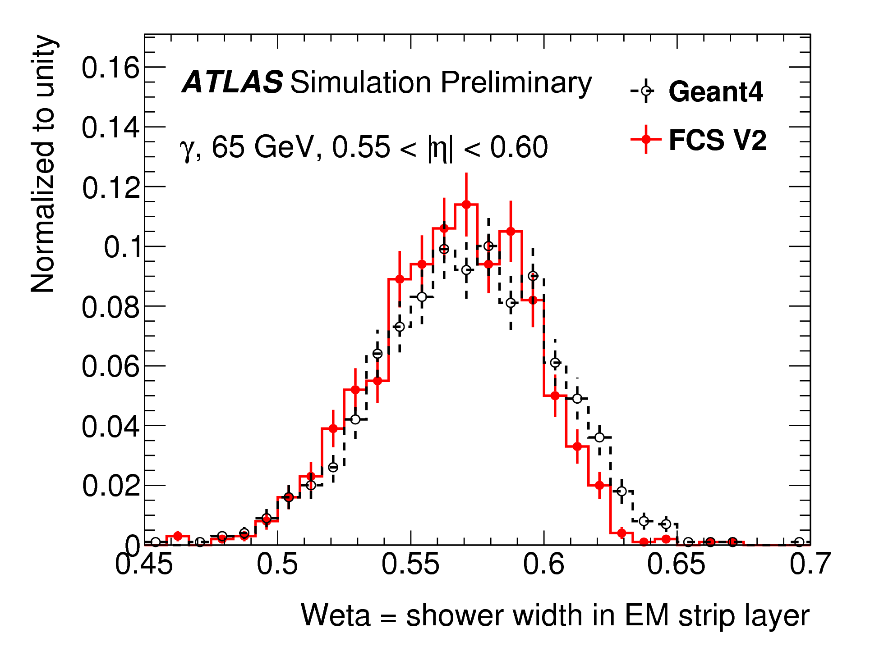 Normalized to unity
0.16
0.14
0.12
0.1
0.08
0.06
0.04
0.02
0
ATLAS Simulation Preliminary
γ, 65 GeV, 0.55 < |η| < 0.60
Geant4
FCS V2
0.45 0.5 0.55 0.6 0.65 0.7
Weta = shower width in EM strip layer